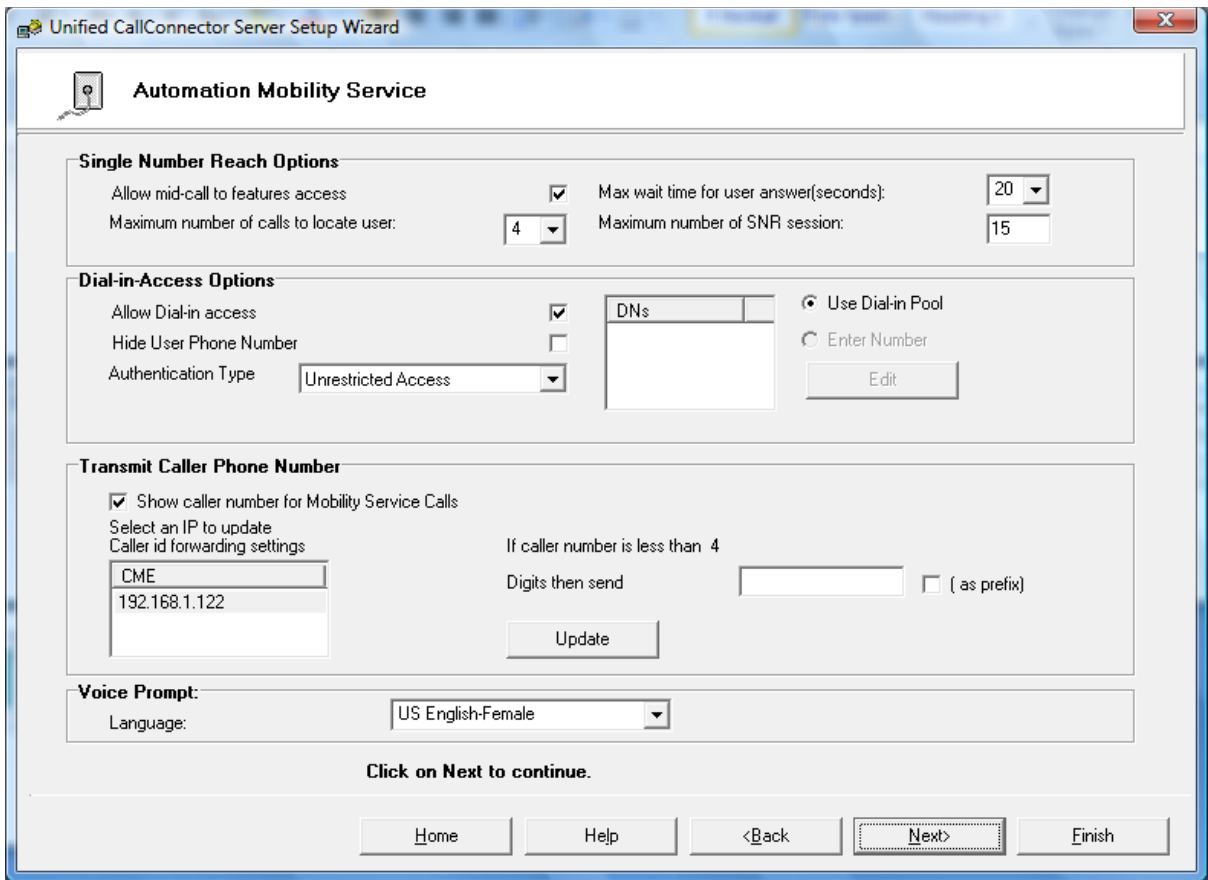 Unified CallConnector Server Setup Wizard
Automation Mobility Service
Single Number Reach Options
Allow mid-call to features access
Max wait time for user answer(seconds):
20
Maximum number of calls to locate user:
4
Maximum number of SNR session:
15
Dial-in-Access Options
Allow Dial-in access
DNs
Use Dial-in Pool
Hide User Phone Number
Enter Number
Authentication Type
Unrestricted Access
Edit
Transmit Caller Phone Number
Show caller number for Mobility Service Calls
Select an IP to update
Caller id forwarding settings
If caller number is less than 4
CME
Digits then send
( as prefix)
192.168.1.122
Update
Voice Prompt:
Language:
US English-Female
Click on Next to continue.
Home
Help
<Back
Next>
Finish